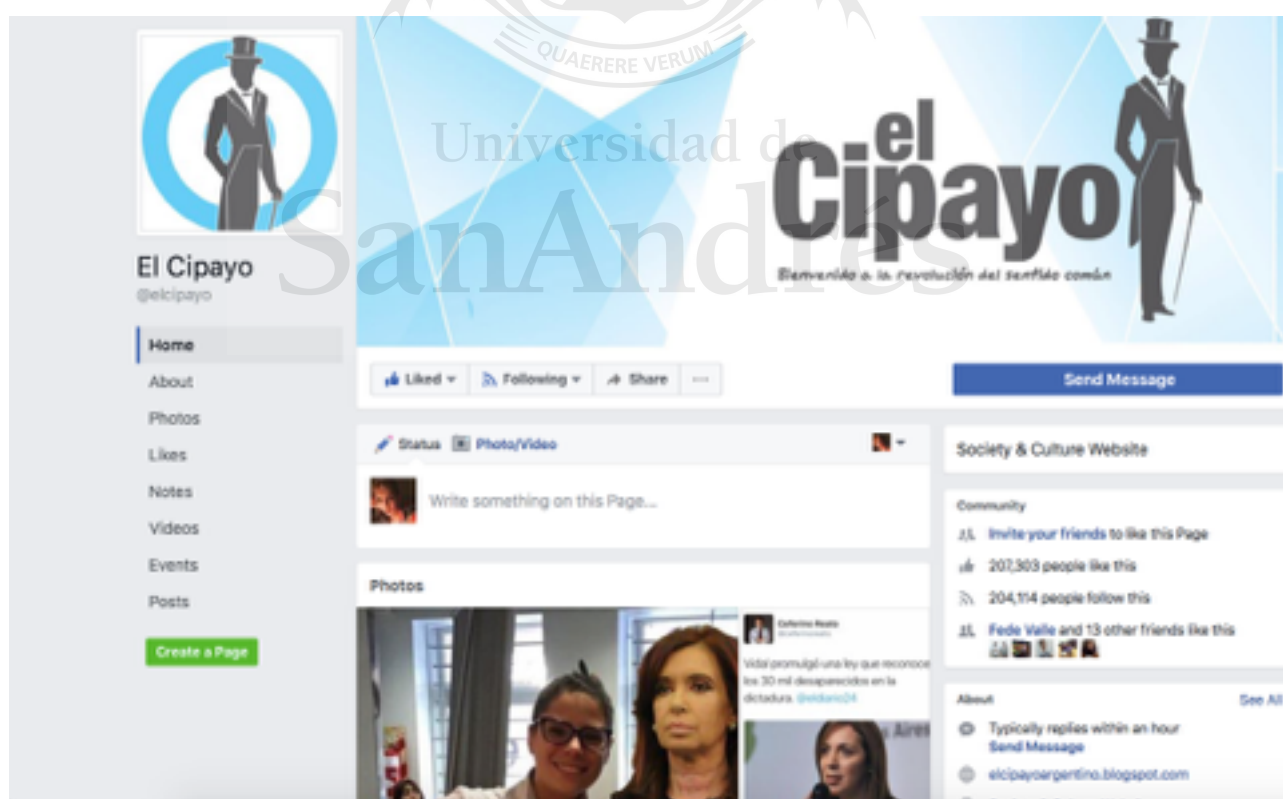 QUAERERE VERUM
Universidad de
SanAndrés
el
Cipayo
Bienvenido a la revolución del sentido común
El Cipayo
@elcipayo
Home
About
Photos
Likes
Notes
Videos
Events
Posts
Create a Page
Liked
Following
Share
Send Message
Status
Photo/Video
Write something on this Page...
Photos
Vidal promulgó una ley que reconoce
los 30 mil desaparecidos en la
dictadura. @eldiario24
Aires
Society & Culture Website
Community
Invite your friends to like this Page
207,303 people like this
204,114 people follow this
Fede Valle and 13 other friends like this
About
See Al
Typically replies within an hour
Send Message
elcipayoargentino.blogspot.com